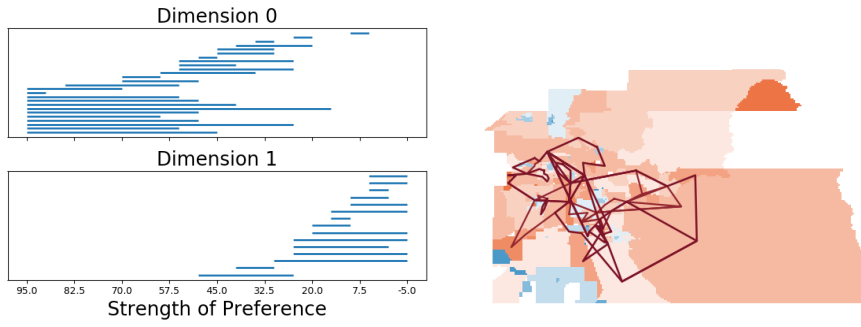 Dimension 0
Dimension 1
95.0 82.5 70.0 57.5 45.0 32.5 20.0 7.5 -5.0
Strength of Preference